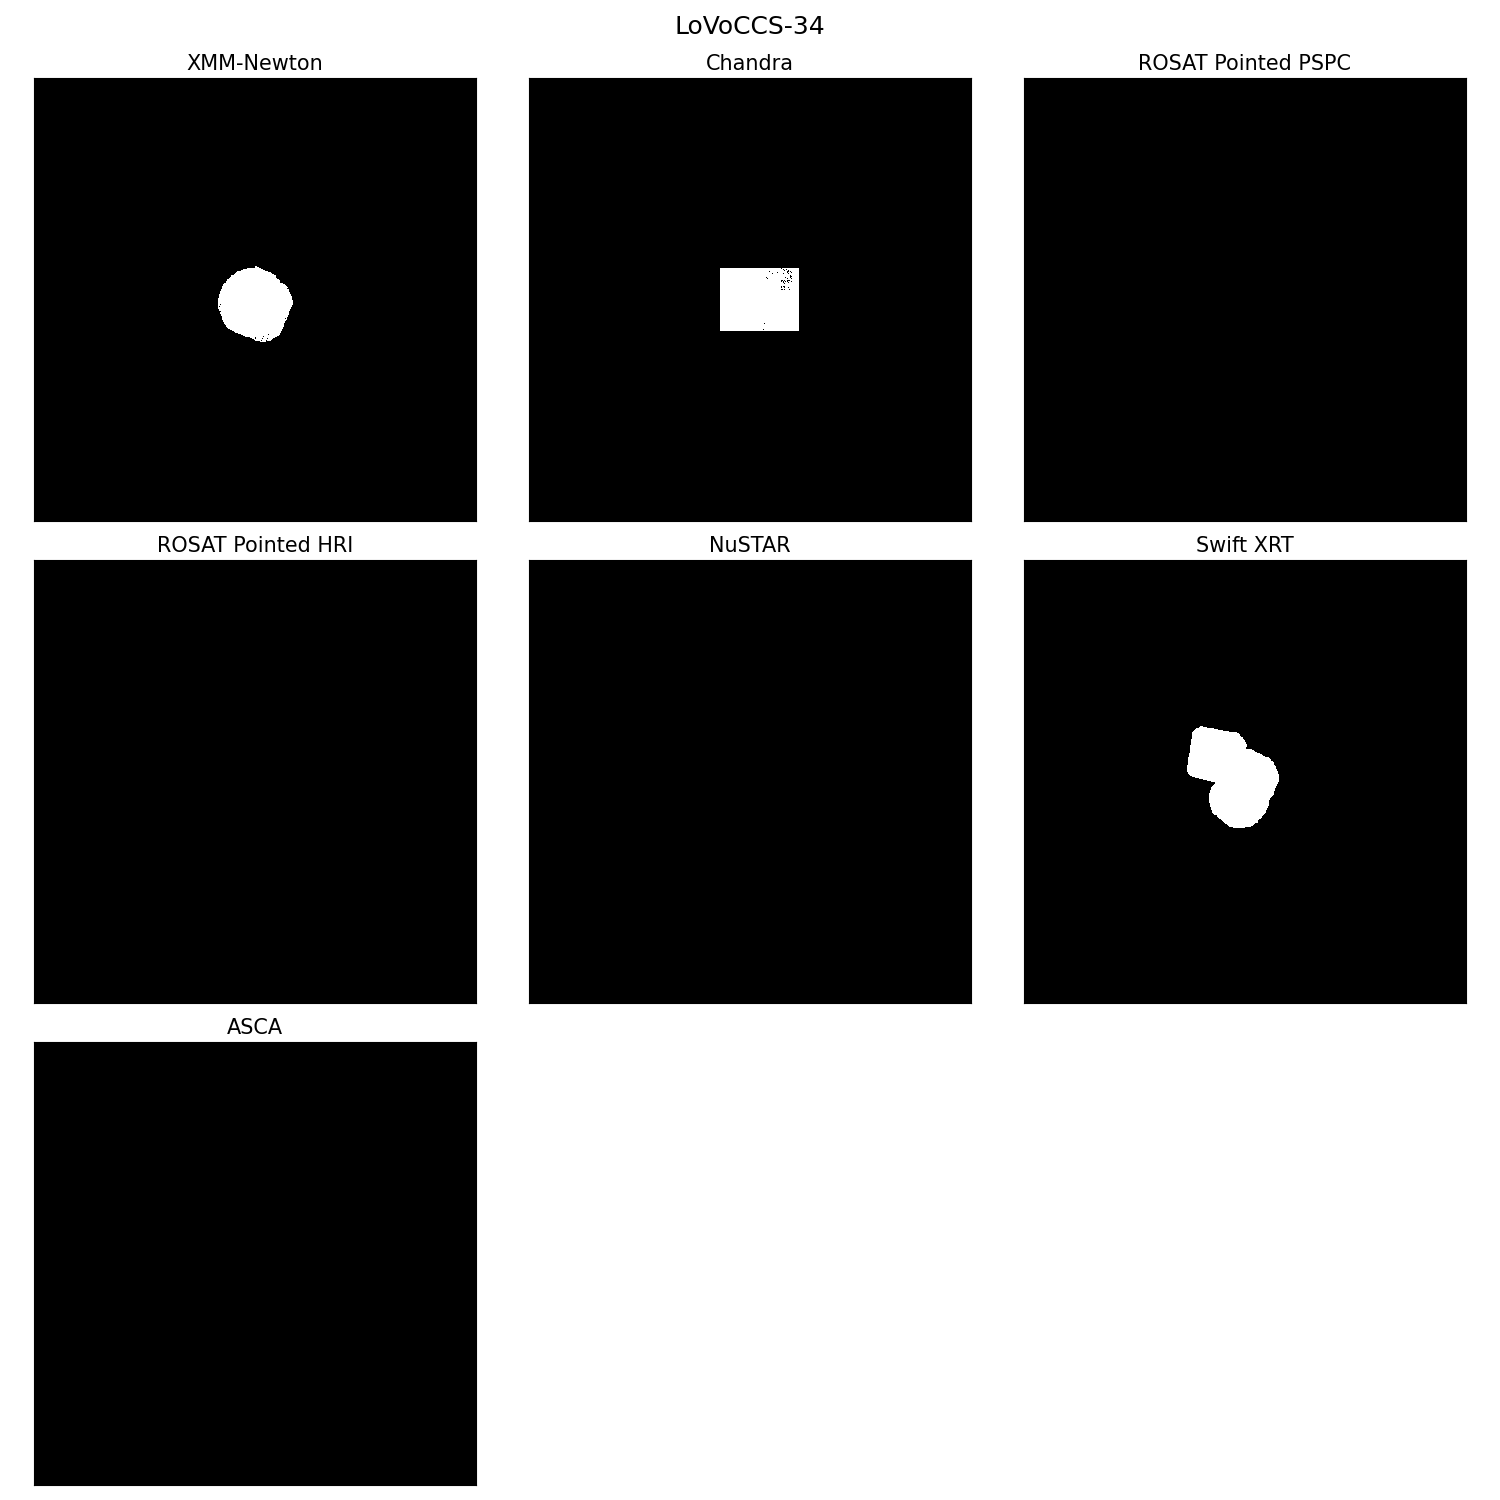 LoVoCCS-34
XMM-Newton
Chandra
ROSAT Pointed PSPC
ROSAT Pointed HRI
NuSTAR
Swift XRT
ASCA